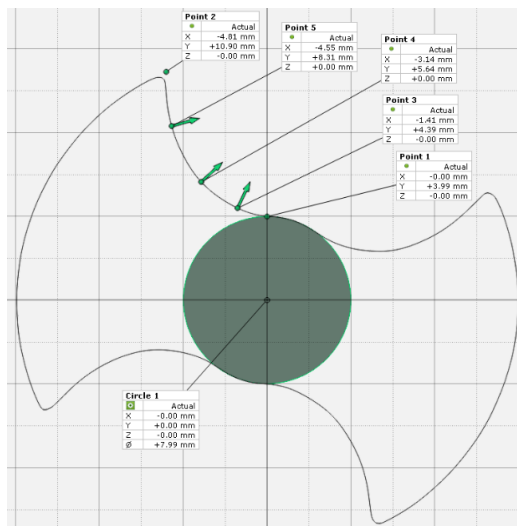 Point 2
Actual
X -4.81 mm
Y +10.90 mm
Z -0.00 mm
Point 5
Actual
X -4.55 mm
Y +8.31 mm
Z +0.00 mm
Point 4
Actual
X -3.14 mm
Y +5.64 mm
Z +0.00 mm
Point 3
Actual
X -1.41 mm
Y +4.39 mm
Z -0.00 mm
Point 1
Actual
X -0.00 mm
Y +3.99 mm
Z -0.00 mm
Circle 1
Actual
X -0.00 mm
Y +0.00 mm
Z -0.00 mm
Ø +7.99 mm